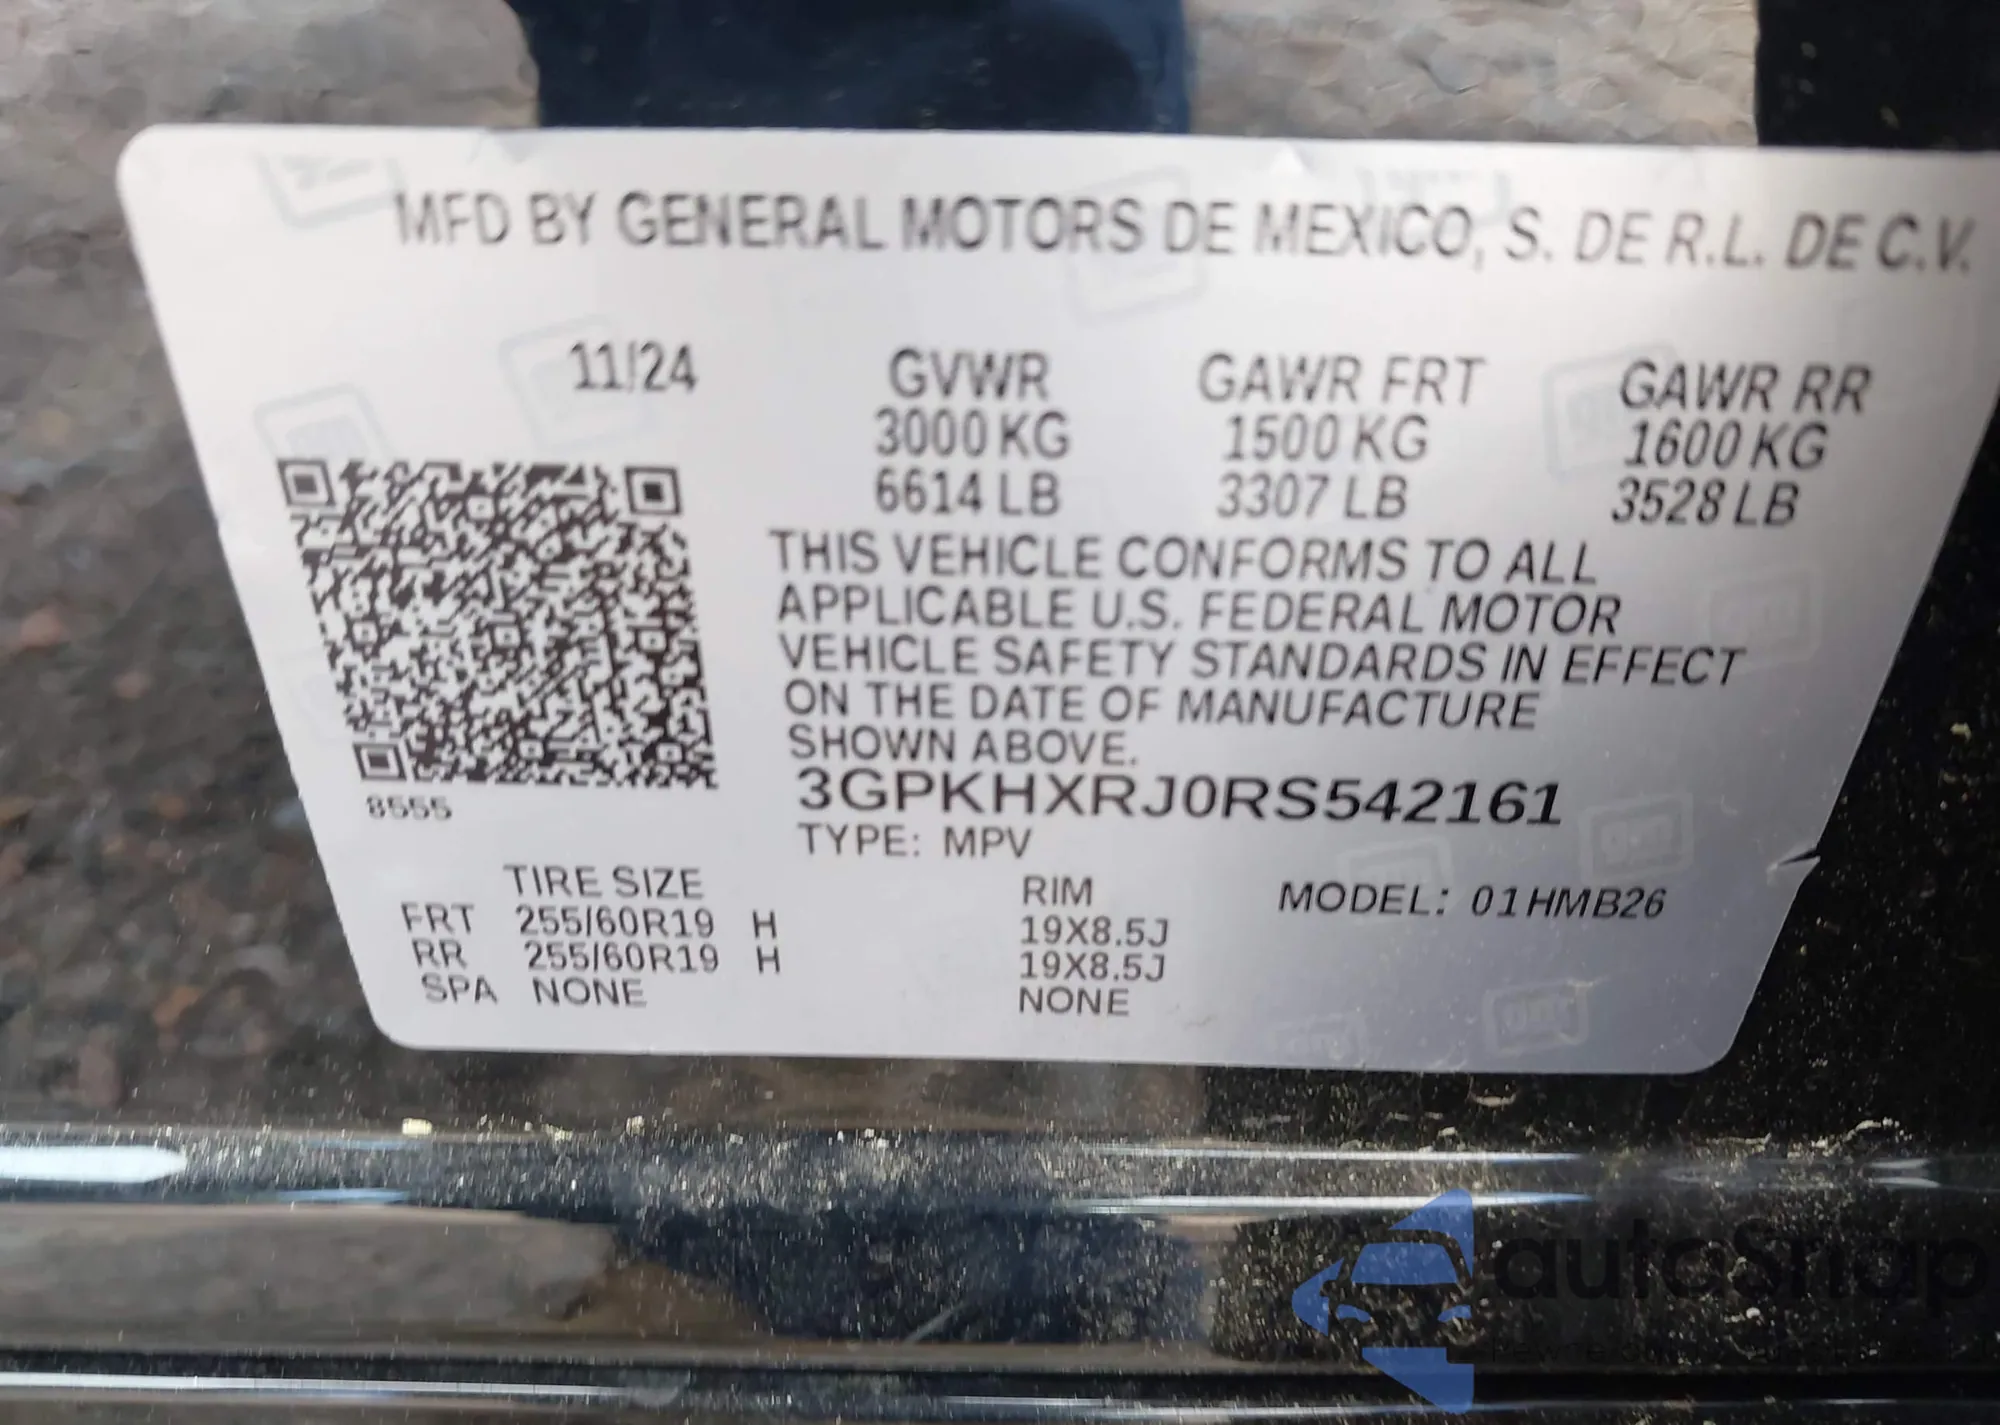 MFD BY GENERAL MOTORS DE MEXICO, S. DE R.L. DE C.V.
11/24 GVWR GAWR FRT GAWR RR
3000 KG 1500 KG 1600 KG
6614 LB 3307 LB 3528 LB
THIS VEHICLE CONFORMS TO ALL
APPLICABLE U.S. FEDERAL MOTOR
VEHICLE SAFETY STANDARDS IN EFFECT
ON THE DATE OF MANUFACTURE
SHOWN ABOVE.
3GPKHXRJ0RS542161
8555
TYPE: MPV
TIRE SIZE RIM MODEL: 01HMB26
FRT 255/60R19 H 19X8.5J
RR 255/60R19 H 19X8.5J
SPA NONE NONE
autoSnap